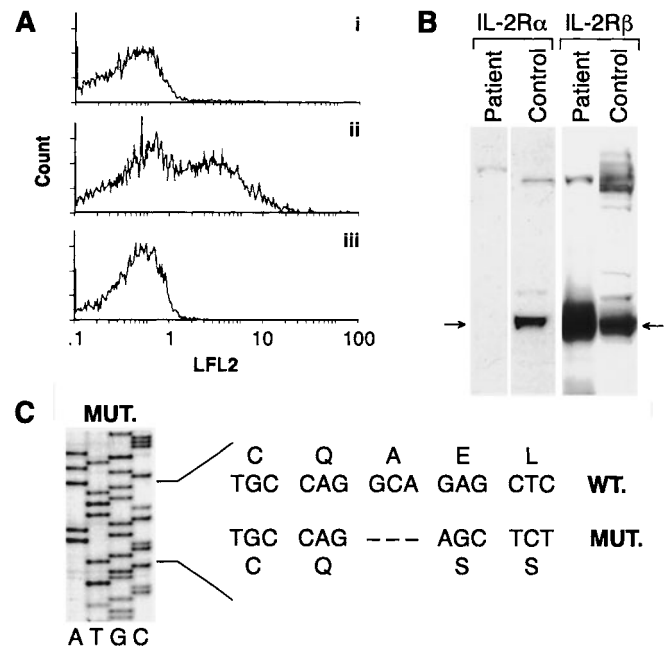 A
i
ii
iii
Count
.1 1 10 100
LFL2
B
IL-2Rα IL-2Rβ
Patient Control Patient Control
C
MUT.
A T G C
C Q A E L
TGC CAG GCA GAG CTC WT.
TGC CAG --- AGC TCT MUT.
C Q S S